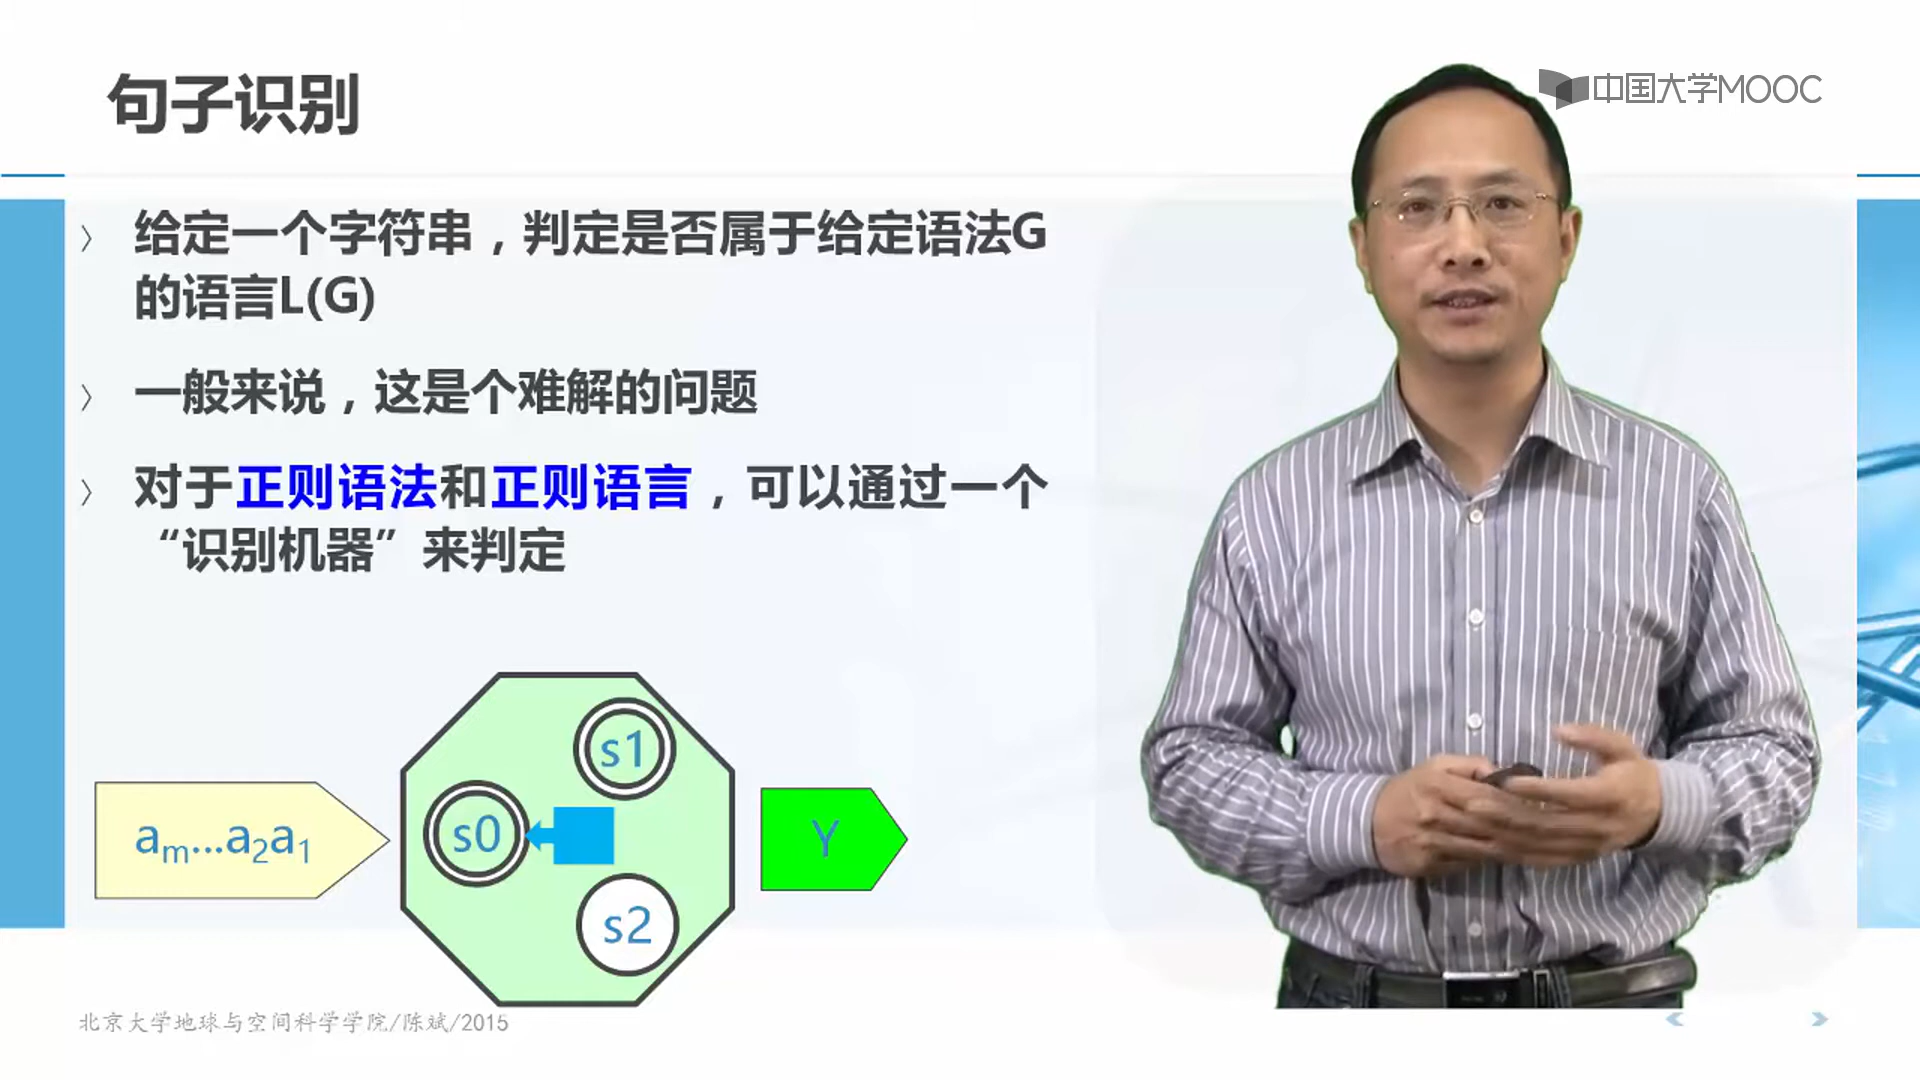 句子识别
中国大学MOOC
给定一个字符串，判定是否属于给定语法G
的语言L(G)
一般来说，这是个难解的问题
对于正则语法和正则语言，可以通过一个
“识别机器”来判定
s1
s0
am...a2a1
Y
s2
北京大学地球与空间科学学院/陈斌/2015